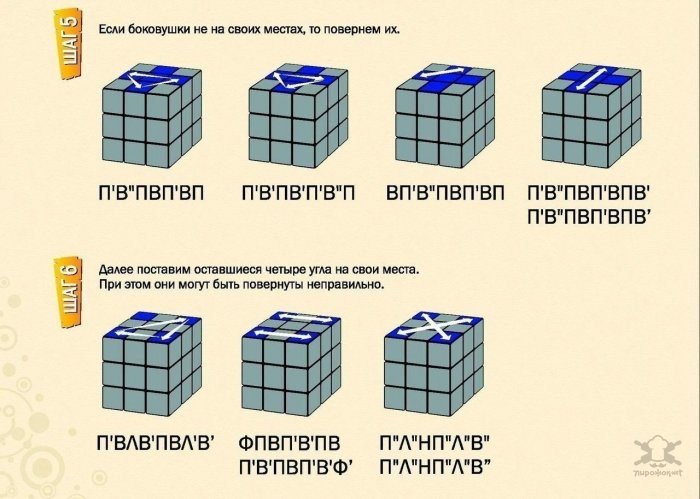 ШАГ 5
Если боковушки не на своих местах, то повернем их.
П'В"ПВП'ВП
П'В'ПВ'П'В"П
ВП'В"ПВП'ВП
П'В"ПВП'ВПВ'
П'В"ПВП'ВПВ’
ШАГ 6
Далее поставим оставшиеся четыре угла на свои места.
При этом они могут быть повернуты неправильно.
П'ВЛВ'ПВЛ'В’
ФПВП'В'ПВ
П'В'ПВП'В'Ф’
П"Л"НП"Л"В"
П"Л"НП"Л"В”